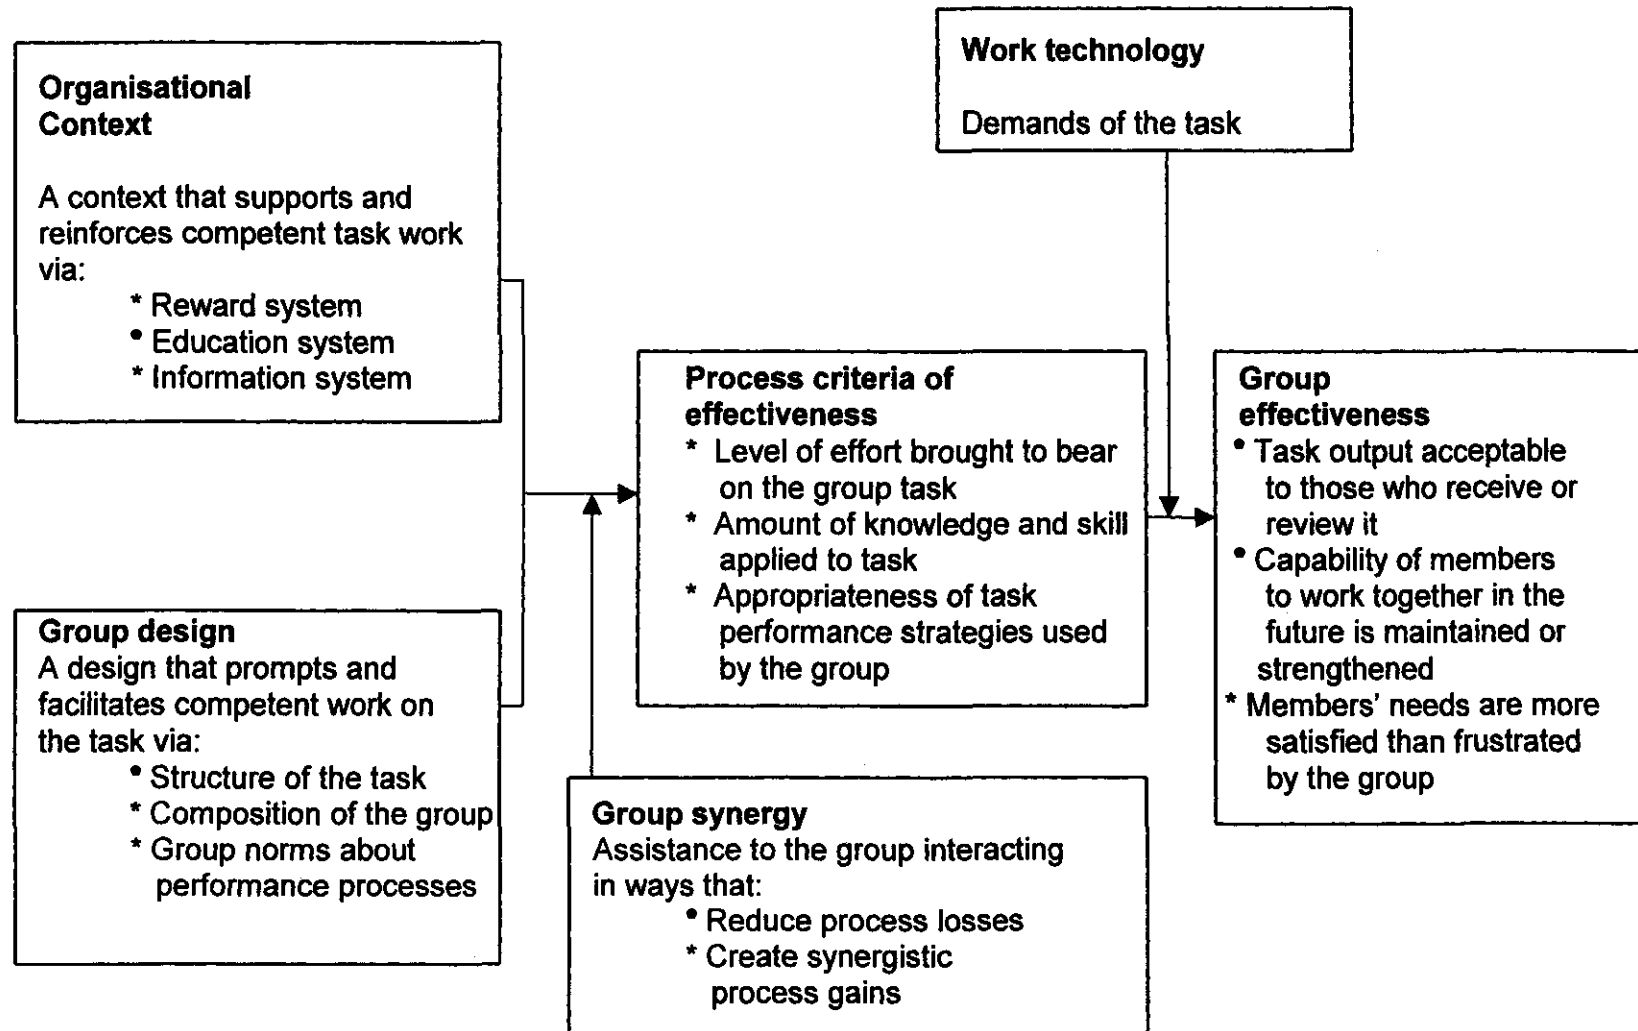 Organisational
Context
A context that supports and
reinforces competent task work
via:
* Reward system
• Education system
* Information system
Group design
A design that prompts and
facilitates competent work on
the task via:
• Structure of the task
* Composition of the group
* Group norms about
performance processes
Work technology
Demands of the task
Process criteria of
effectiveness
* Level of effort brought to bear
on the group task
* Amount of knowledge and skill
applied to task
* Appropriateness of task
performance strategies used
by the group
Group synergy
Assistance to the group interacting
in ways that:
• Reduce process losses
* Create synergistic
process gains
Group
effectiveness
• Task output acceptable
to those who receive or
review it
• Capability of members
to work together in the
future is maintained or
strengthened
* Members' needs are more
satisfied than frustrated
by the group